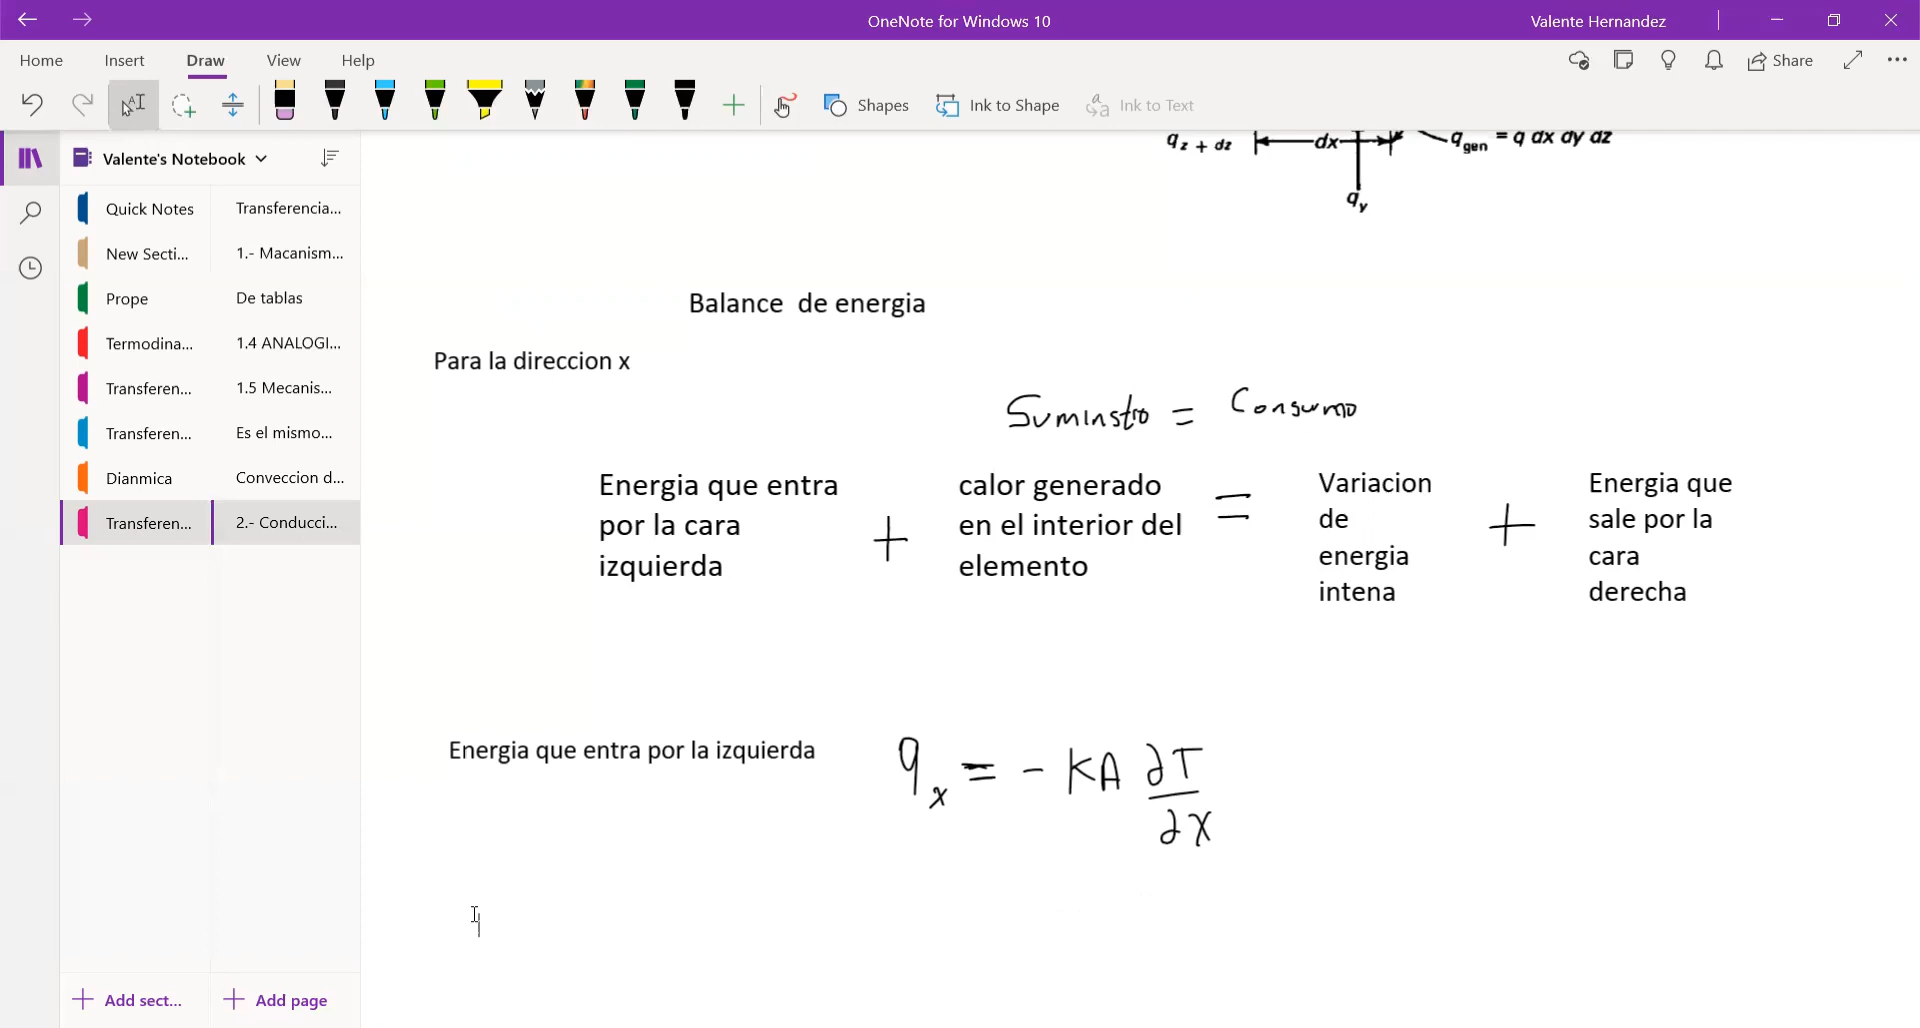 OneNote for Windows 10
Valente Hernandez
Home
Insert
Draw
View
Help
Share
Shapes
Ink to Shape
Ink to Text
Valente's Notebook
Quick Notes
New Secti...
Prope
Termodina...
Transferen...
Transferen...
Dianmica
Transferen...
Transferencia...
1.- Macanism...
De tablas
1.4 ANALOGI...
1.5 Mecanis...
Es el mismo...
Conveccion d...
2.- Conducci...
Add sect...
Add page
q z + dz
dx
q gen = q dx dy dz
q y
Balance de energia
Para la direccion x
Suminstro = Consumo
Energia que entra
por la cara
izquierda
+
calor generado
en el interior del
elemento
=
Variacion
de
energia
intena
+
Energia que
sale por la
cara
derecha
Energia que entra por la izquierda
q x = - KA ∂T
∂X